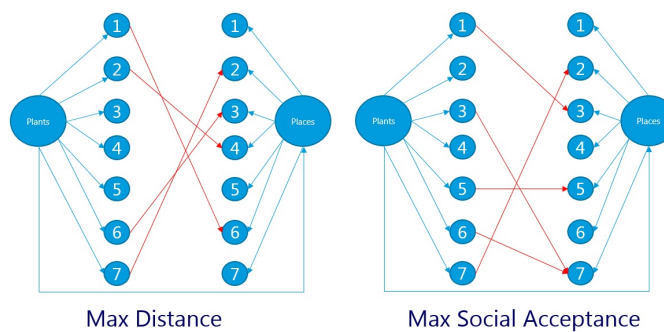 1 1 1 1
2 2 2 2
3 3 3 3
Plants Places Plants Places
4 4 4 4
5 5 5 5
6 6 6 6
7 7 7 7
Max Distance Max Social Acceptance